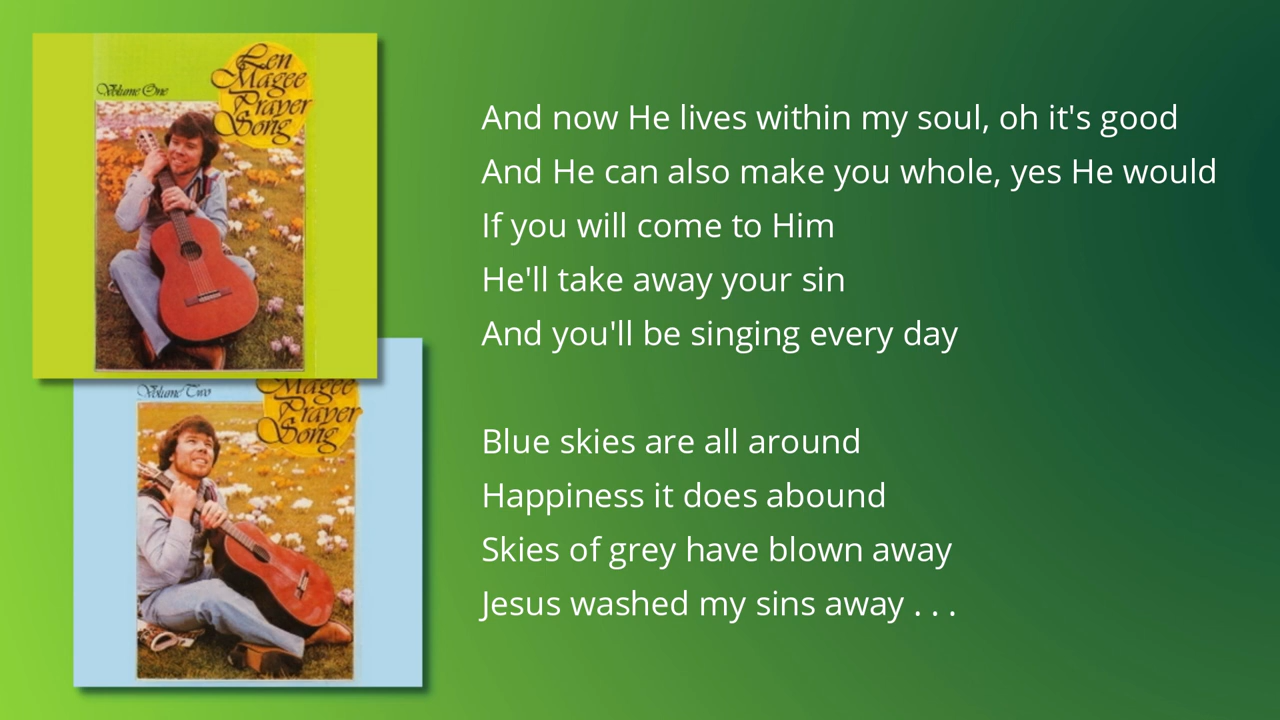 Volume One
Len
Magee
Prayer
Song
Volume Two
Magee
Prayer
Song
And now He lives within my soul, oh it's good
And He can also make you whole, yes He would
If you will come to Him
He'll take away your sin
And you'll be singing every day
Blue skies are all around
Happiness it does abound
Skies of grey have blown away
Jesus washed my sins away . . .